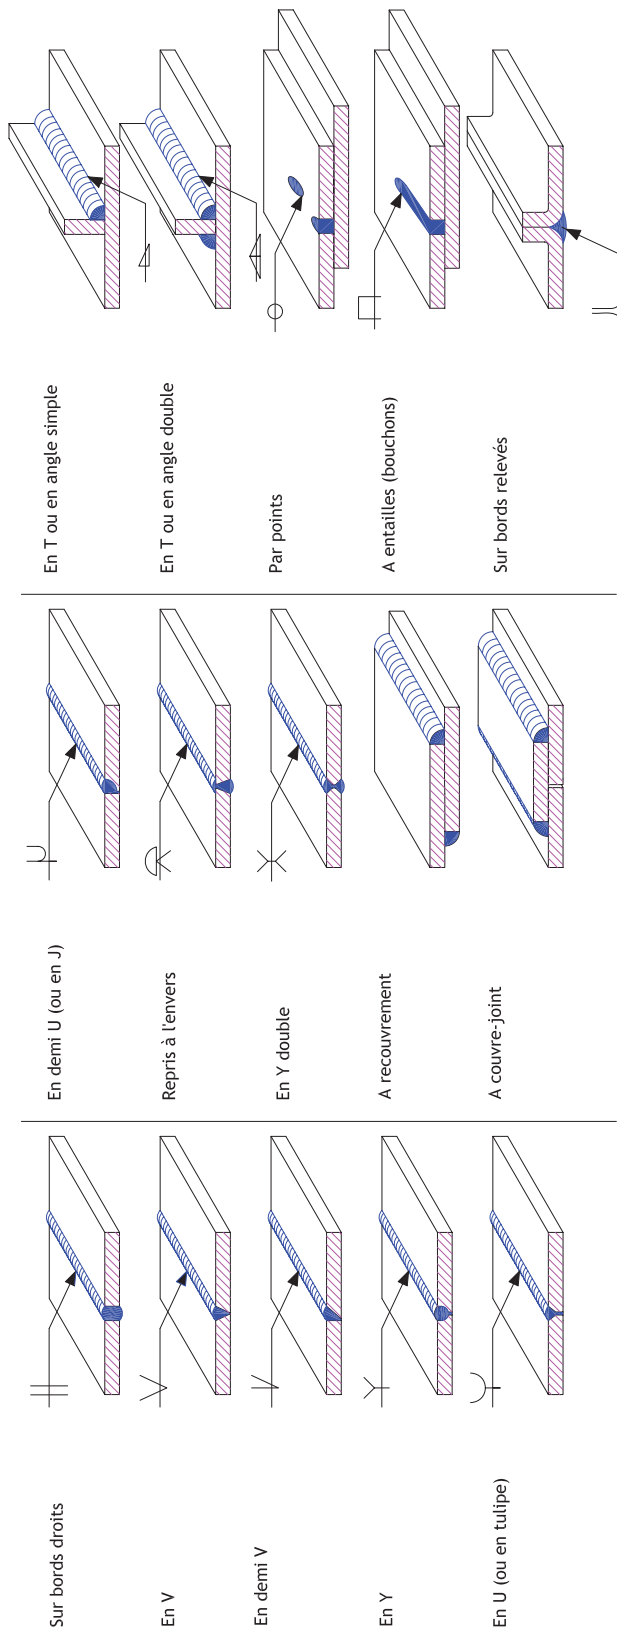 Sur bords droits
En V
En demi V
En Y
En U (ou en tulipe)
En demi U (ou en J)
Repris à l'envers
En Y double
A recouvrement
A couvre-joint
En T ou en angle simple
En T ou en angle double
Par points
A entailles (bouchons)
Sur bords relevés